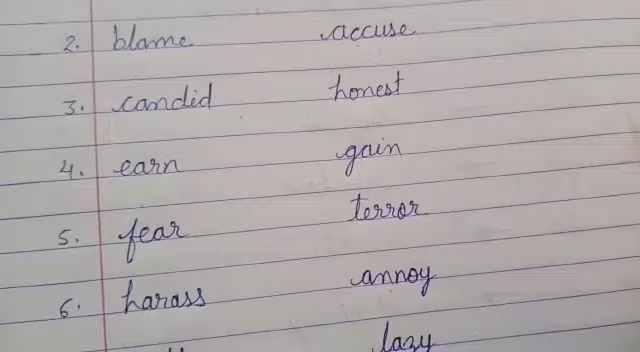 2. blame accuse
3. candid honest
4. earn gain
5. fear terror
6. harass annoy
lazy